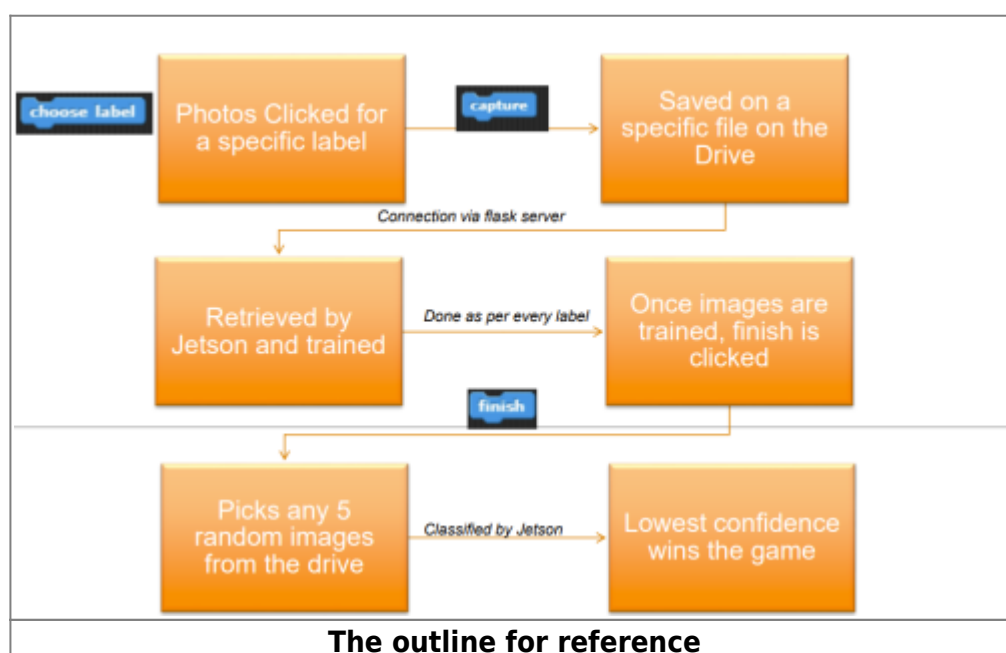 choose label
Photos Clicked for
a specific label
capture
Saved on a
specific file on the
Drive
Connection via flask server
Retrieved by
Jetson and trained
Done as per every label
Once images are
trained, finish is
clicked
finish
Picks any 5
random images
from the drive
Classified by Jetson
Lowest confidence
wins the game
The outline for reference